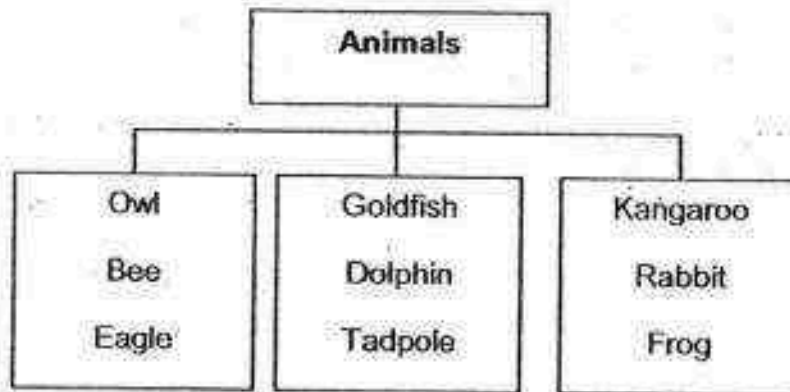 Animals
Owl
Bee
Eagle
Goldfish
Dolphin
Tadpole
Kangaroo
Rabbit
Frog